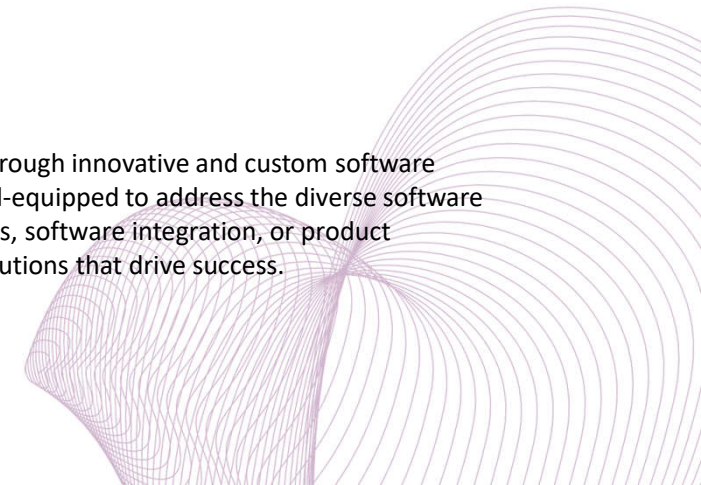 rough innovative and custom software
l-equipped to address the diverse software
s, software integration, or product
utions that drive success.